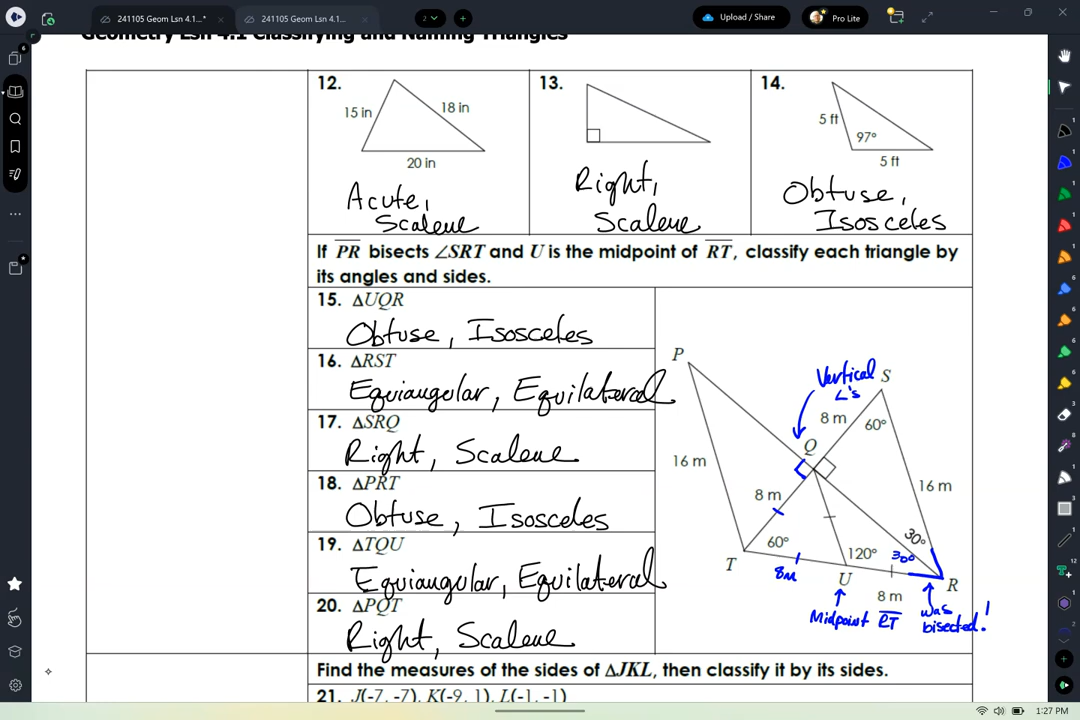 241105 Geom Lsn 4.1...*
241105 Geom Lsn 4.1...
2
Upload / Share
Pro Lite
Geometry Lsn 4.1 Classifying and Naming Triangles
12.
15 in
18 in
20 in
Acute,
Scalene
13.
Right,
Scalene
14.
5 ft
97°
5 ft
Obtuse,
Isosceles
If PR bisects ∠SRT and U is the midpoint of RT, classify each triangle by
its angles and sides.
15. ΔUQR
Obtuse, Isosceles
16. ΔRST
Equiangular, Equilateral
17. ΔSRQ
Right, Scalene
18. ΔPRT
Obtuse, Isosceles
19. ΔTQU
Equiangular, Equilateral
20. ΔPQT
Right, Scalene
P
Vertical
∠'s
S
8 m
60°
Q
16 m
16 m
8 m
30°
60°
120°
30°
T
8m
U
R
8 m
Midpoint RT
was
bisected!
Find the measures of the sides of ΔJKL, then classify it by its sides.
21. J(-7, -7), K(-9, 1), L(-1, -1)
1:27 PM